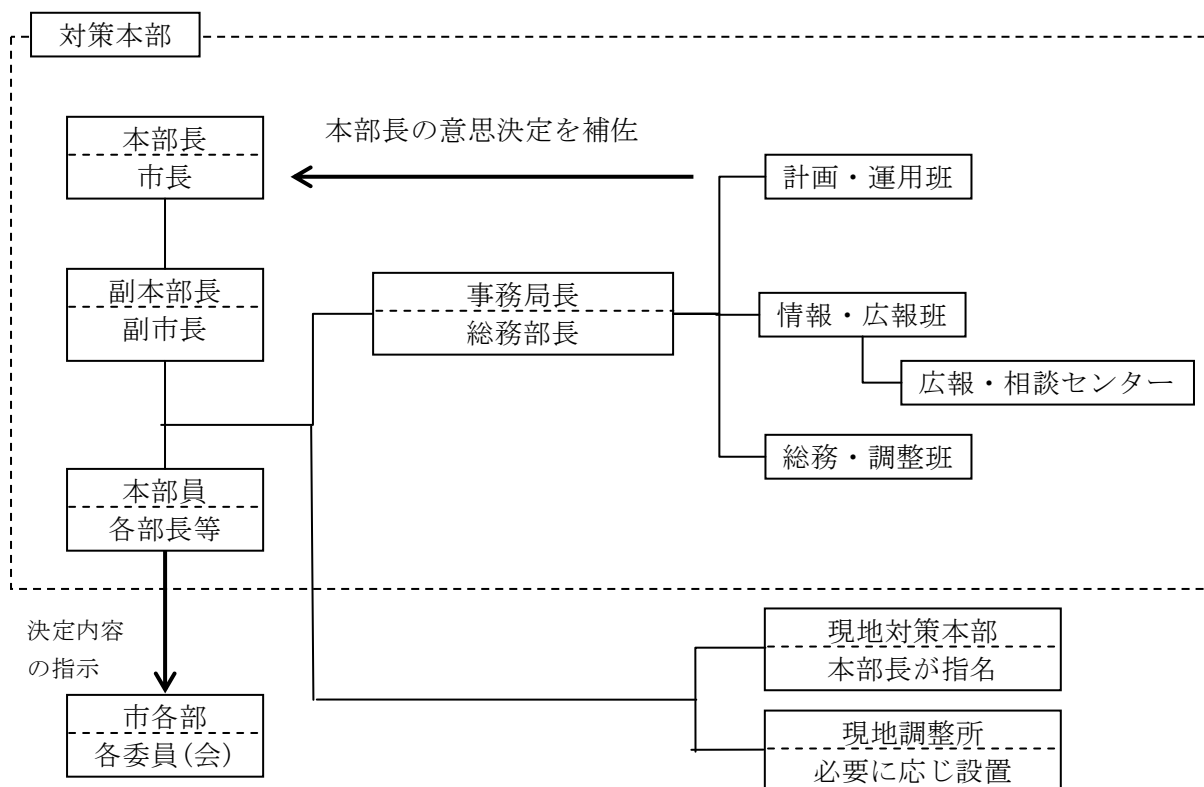 対策本部
本部長
市長
本部長の意思決定を補佐
計画・運用班
副本部長
副市長
事務局長
総務部長
情報・広報班
広報・相談センター
総務・調整班
本部員
各部長等
決定内容
の指示
市各部
各委員(会)
現地対策本部
本部長が指名
現地調整所
必要に応じ設置